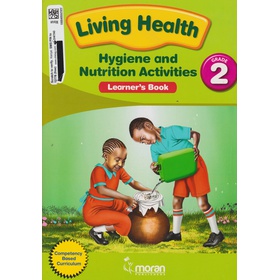 Living Health
Hygiene and
Nutrition Activities
GRADE
2
Learner's Book
Competency
Based
Curriculum
moran